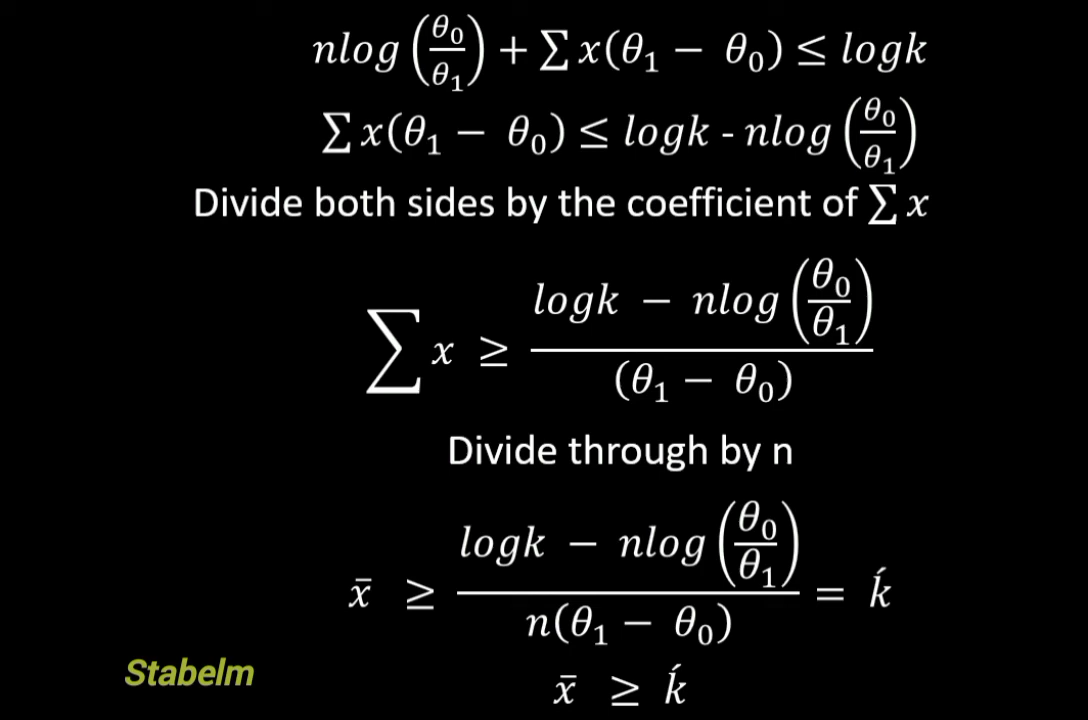 nlog (θ₀/θ₁) + ∑ x(θ₁ − θ₀) ≤ logk
∑ x(θ₁ − θ₀) ≤ logk - nlog (θ₀/θ₁)
Divide both sides by the coefficient of ∑ x
∑ x ≥ (logk − nlog (θ₀/θ₁)) / (θ₁ − θ₀)
Divide through by n
x̄ ≥ (logk − nlog (θ₀/θ₁)) / n(θ₁ − θ₀) = ḱ
Stabelm
x̄ ≥ ḱ